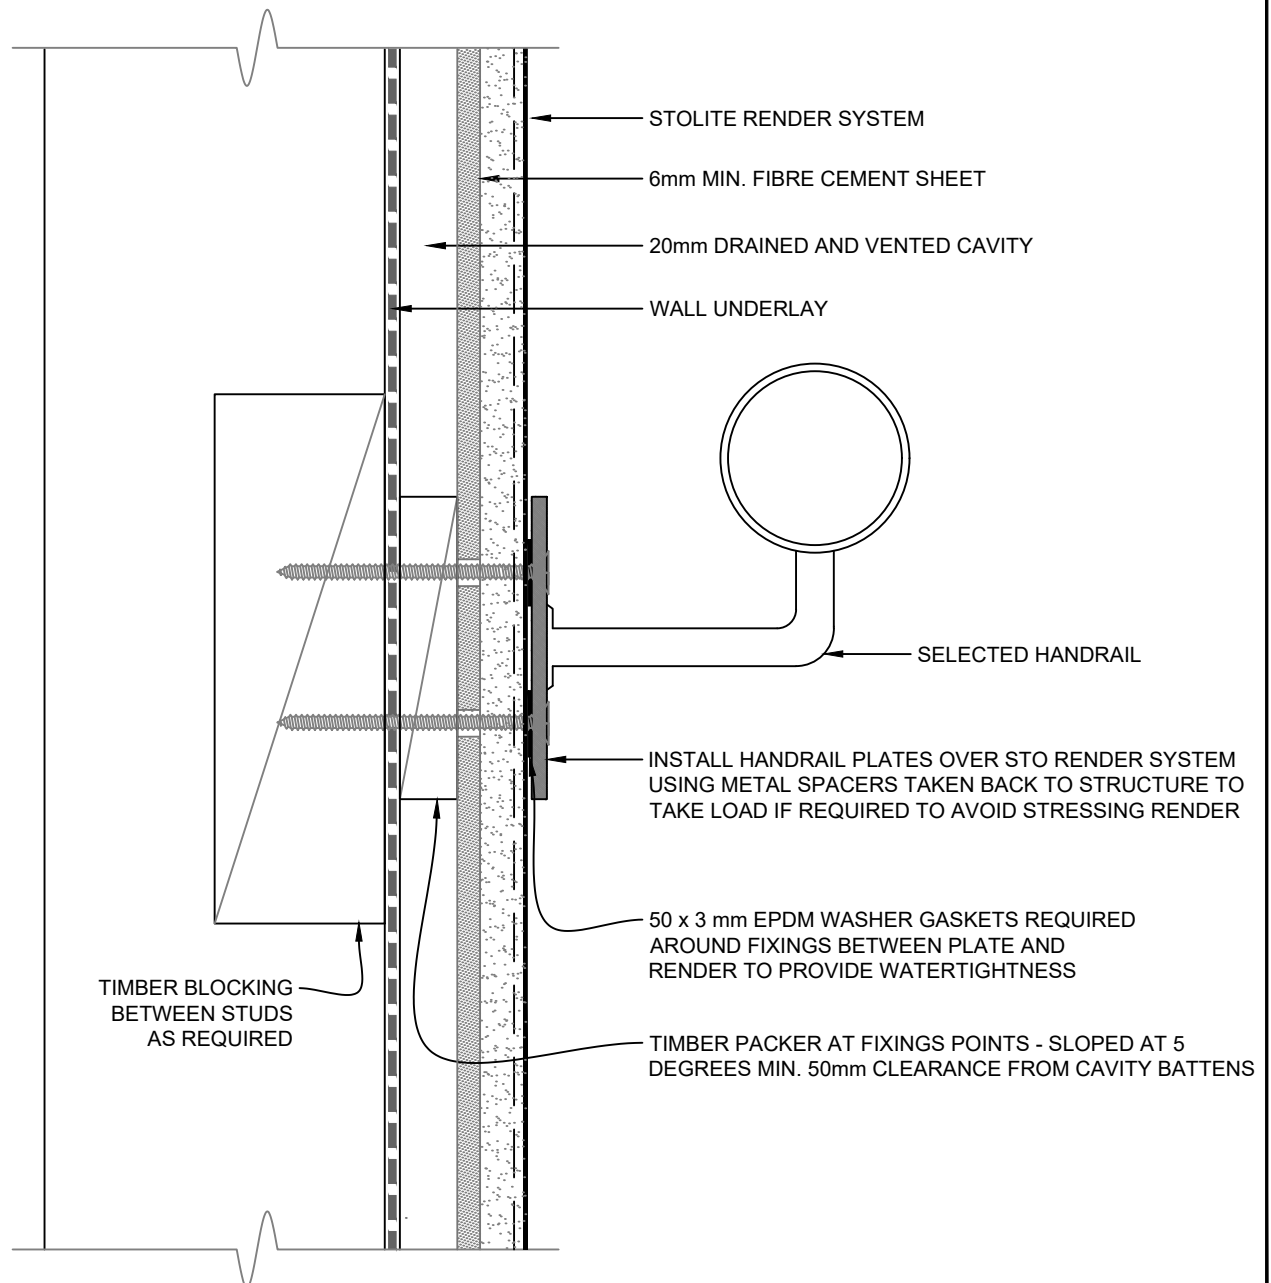 STOLITE RENDER SYSTEM
6mm MIN. FIBRE CEMENT SHEET
20mm DRAINED AND VENTED CAVITY
WALL UNDERLAY
SELECTED HANDRAIL
INSTALL HANDRAIL PLATES OVER STO RENDER SYSTEM
USING METAL SPACERS TAKEN BACK TO STRUCTURE TO
TAKE LOAD IF REQUIRED TO AVOID STRESSING RENDER
50 x 3 mm EPDM WASHER GASKETS REQUIRED
AROUND FIXINGS BETWEEN PLATE AND
RENDER TO PROVIDE WATERTIGHTNESS
TIMBER BLOCKING
BETWEEN STUDS
AS REQUIRED
TIMBER PACKER AT FIXINGS POINTS - SLOPED AT 5
DEGREES MIN. 50mm CLEARANCE FROM CAVITY BATTENS